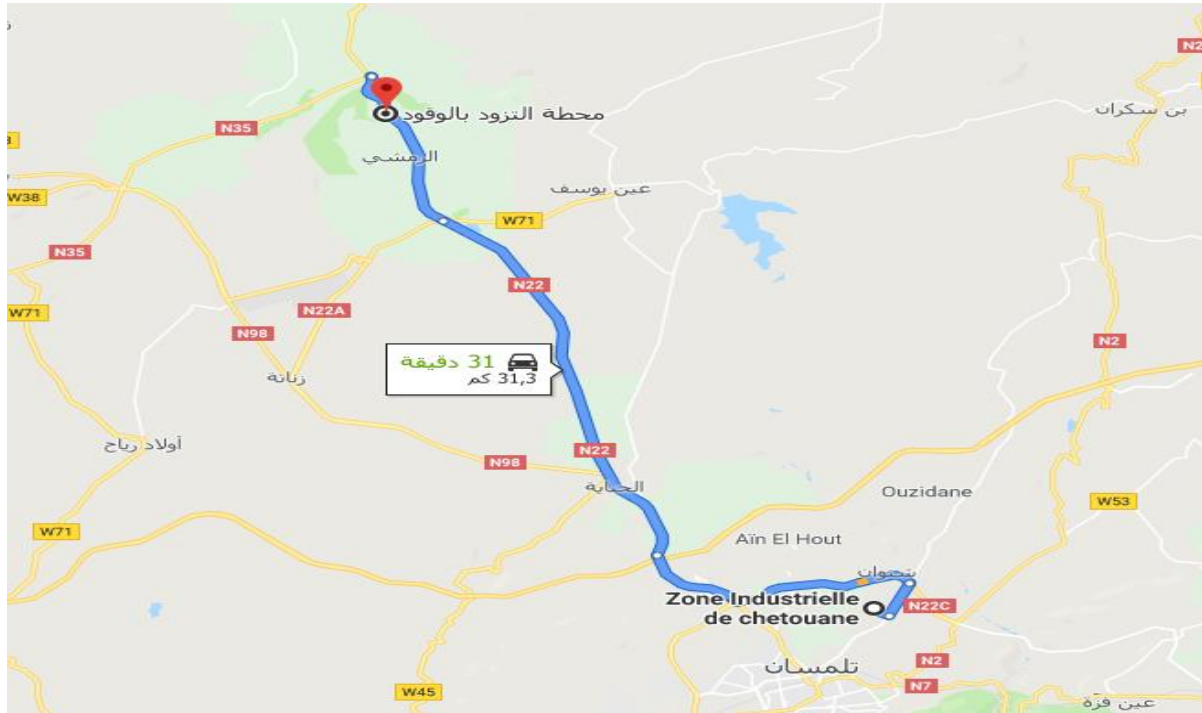 N2
بن سكران
محطة التزود بالوقود
N35
الرمشي
عين يوسف
W38
W71
N35
N22
W71
N22A
N98
N2
31 دقيقة
31,3 كم
زناتة
أولاد رياح
N22
N98
الحناية
Ouzidane
W53
W71
Aïn El Hout
شتوان
Zone Industrielle
de chetouane
N22C
تلمسان
N2
N7
W45
عين فزة